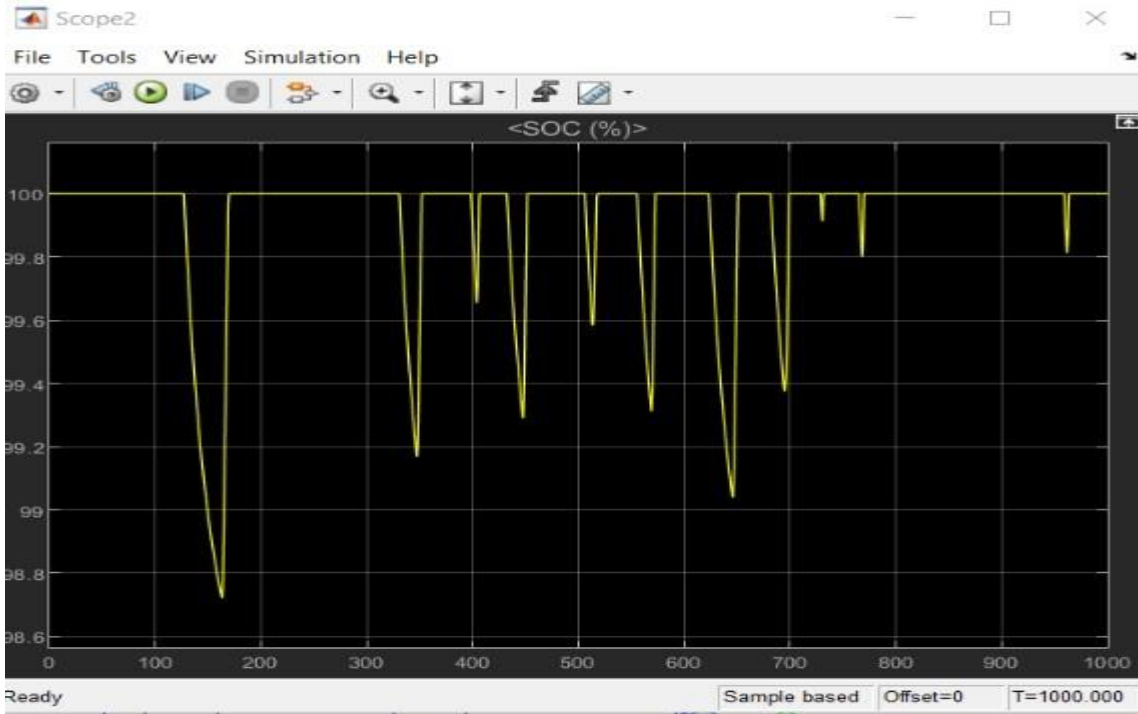 Scope2
File Tools View Simulation Help
<SOC (%)>
100
99.8
99.6
99.4
99.2
99
98.8
98.6
0 100 200 300 400 500 600 700 800 900 1000
Ready Sample based Offset=0 T=1000.000